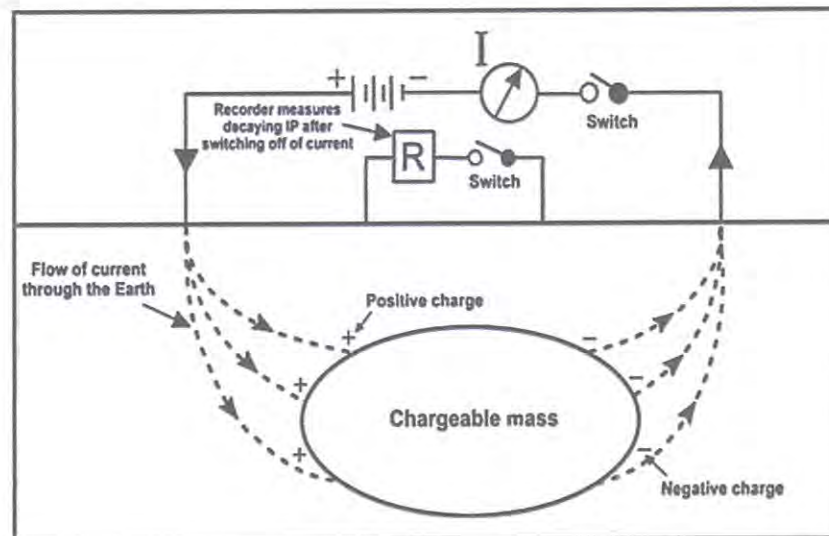 I
+ −
Switch
Recorder measures
decaying IP after
switching off of current
R
Switch
Flow of current
through the Earth
Positive charge
+ −
+ −
Chargeable mass
+ −
Negative charge